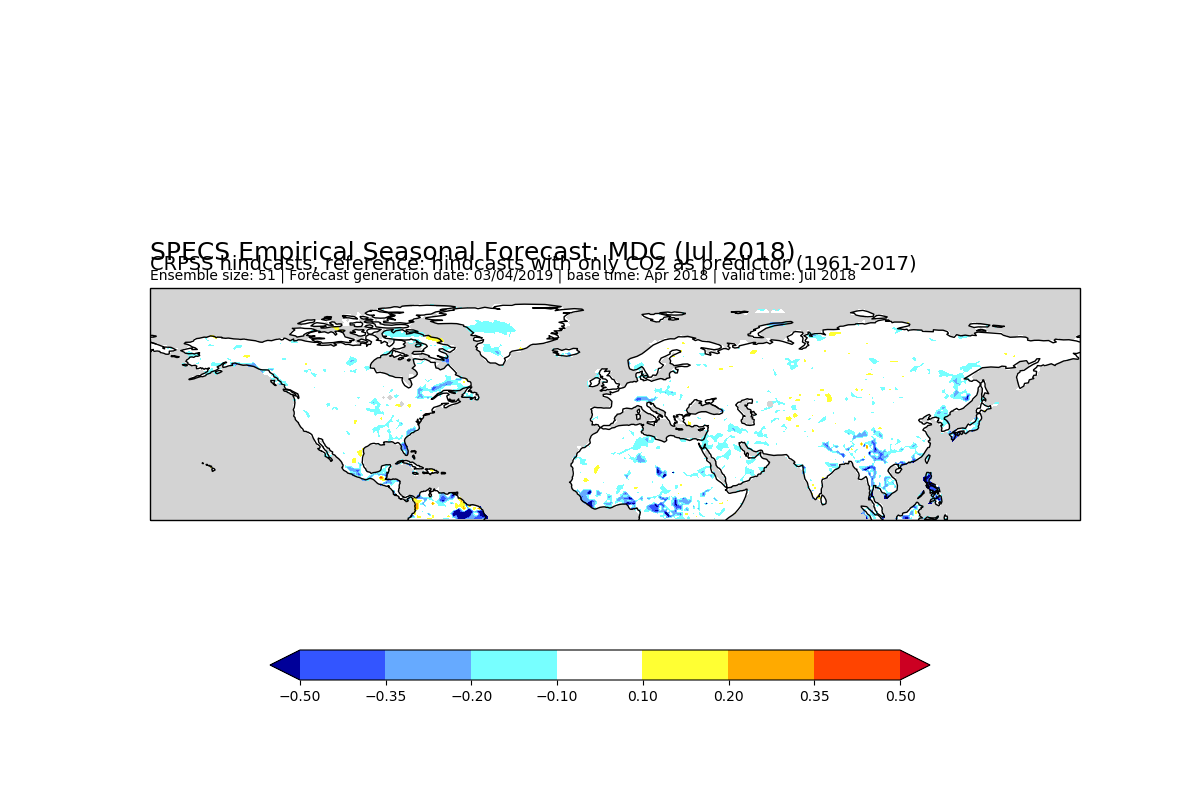 SPECS Empirical Seasonal Forecast: MDC (Jul 2018)
CRPSS hindcasts, reference: hindcasts with only CO2 as predictor (1961-2017)
Ensemble size: 51 | Forecast generation date: 03/04/2019 | base time: Apr 2018 | valid time: Jul 2018
−0.50 −0.35 −0.20 −0.10 0.10 0.20 0.35 0.50